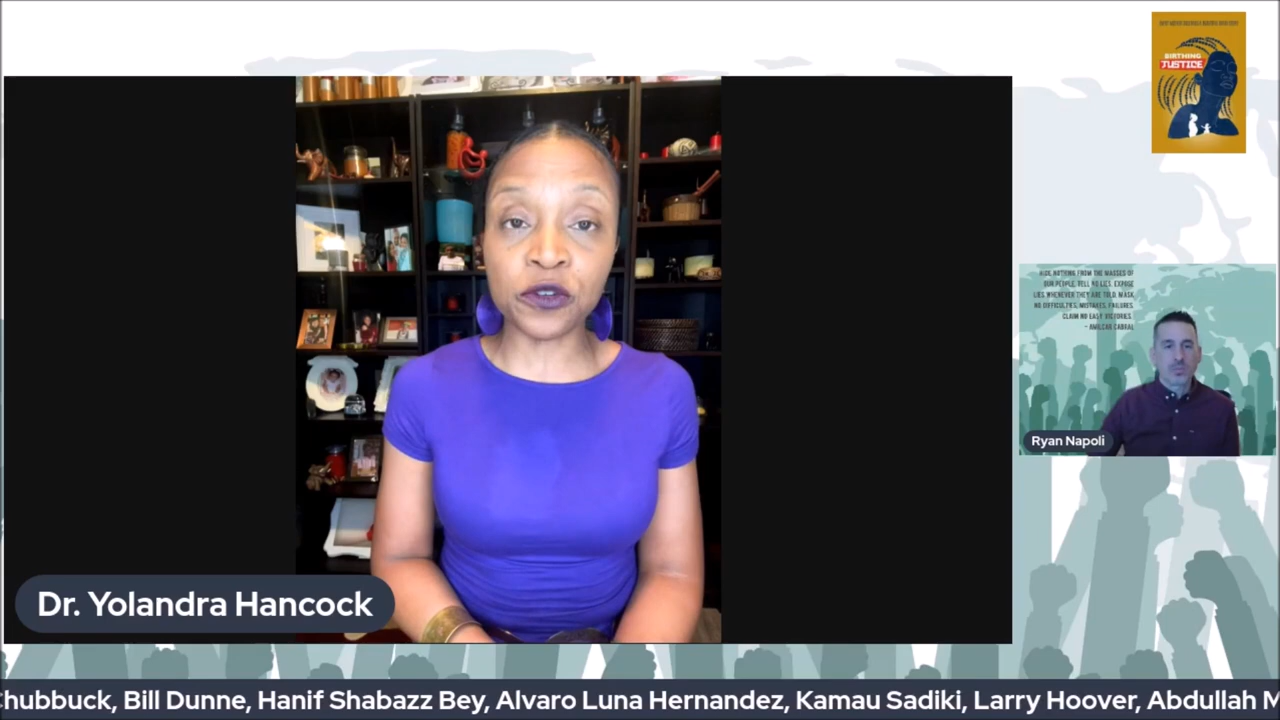 BIRTHING
JUSTICE
HIDE NOTHING FROM THE MASSES OF
OUR PEOPLE. TELL NO LIES. EXPOSE
LIES WHENEVER THEY ARE TOLD. MASK
NO DIFFICULTIES, MISTAKES, FAILURES.
CLAIM NO EASY VICTORIES.
- AMILCAR CABRAL
Ryan Napoli
Dr. Yolandra Hancock
Chubbuck, Bill Dunne, Hanif Shabazz Bey, Alvaro Luna Hernandez, Kamau Sadiki, Larry Hoover, Abdullah M